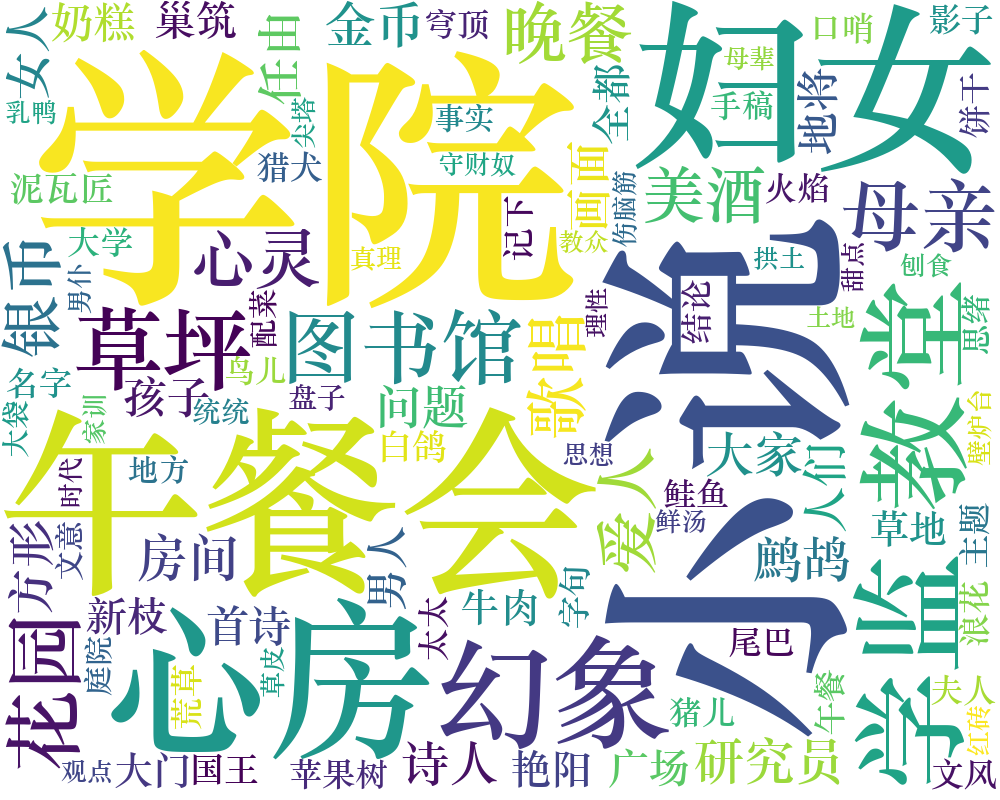 女人
奶糕
巢筑
任由
金币
穹顶
晚餐
妇女
母辈
口哨
影子
乳鸭
学院
尖塔
事实
全都
手稿
地将
饼干
猎犬
守财奴
画面
泥瓦匠
美酒
火焰
母亲
伤脑筋
记下
教众
大学
心灵
真理
小说
拱土
甜点
刨食
银币
男仆
配菜
理性
结论
教堂
学监
思绪
草坪
图书馆
歌唱
土地
名字
鸟儿
孩子
统统
盘子
问题
大袋
家训
白鸽
思想
大家
人们
壁炉台
午餐会
时代
地方
爱人
鲑鱼
鲜汤
草地
主题
方形
文意
房间
男人
鹧鸪
新枝
首诗
太太
牛肉
字句
浪花
花园
庭院
心房
草皮
荒草
幻象
尾巴
猪儿
午餐
夫人
红砖
观点
大门
国王
苹果树
诗人
艳阳
广场
研究员
文风